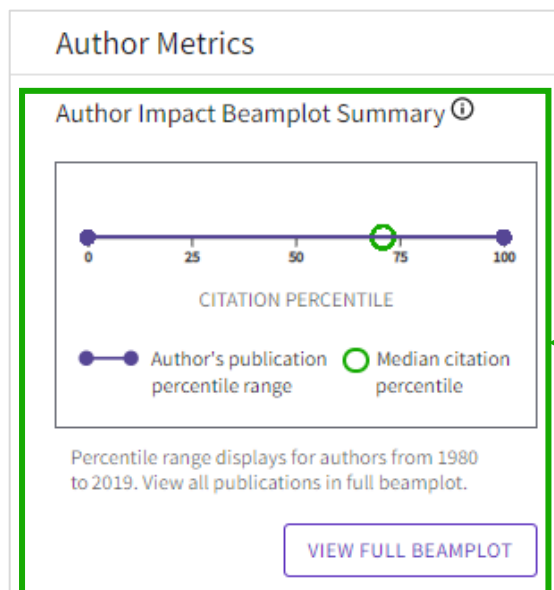 Author Metrics
Author Impact Beamplot Summary
0 25 50 75 100
CITATION PERCENTILE
Author's publication
percentile range
Median citation
percentile
Percentile range displays for authors from 1980
to 2019. View all publications in full beamplot.
VIEW FULL BEAMPLOT